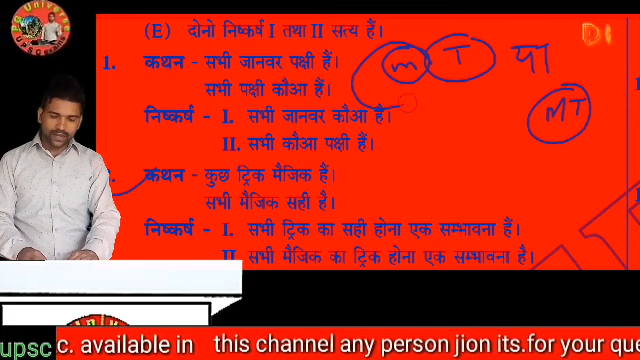 (E) दोनो निष्कर्ष I तथा II सत्य हैं।
1. कथन - सभी जानवर पक्षी हैं।
सभी पक्षी कौआ हैं।
निष्कर्ष - I. सभी जानवर कौआ है।
II. सभी कौआ पक्षी हैं।
कथन - कुछ ट्रिक मैजिक हैं।
सभी मैजिक सही है।
निष्कर्ष - I. सभी ट्रिक का सही होना एक सम्भावना हैं।
II सभी मैजिक का ट्रिक होना एक सम्भावना है।
m T या
MT
DI
upsc c. available in this channel any person jion its.for your que